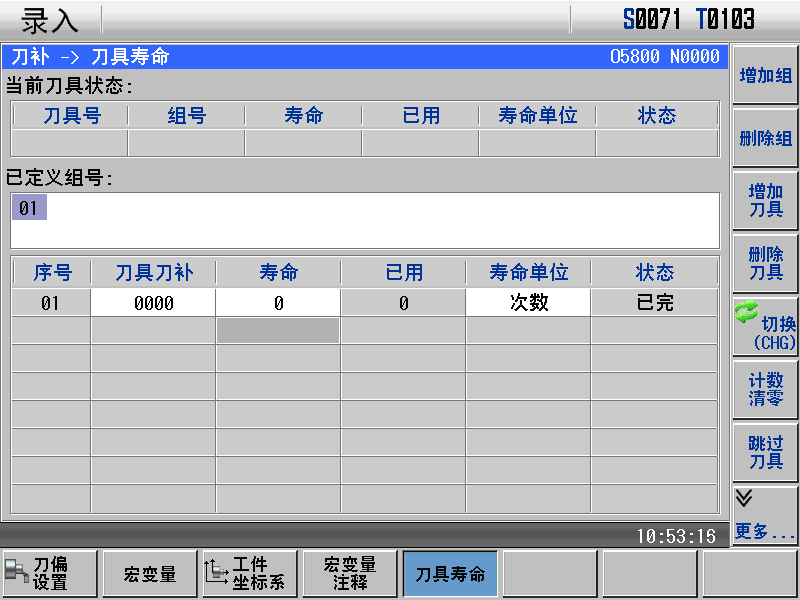 录入 S0071 T0103
刀补 -> 刀具寿命 O5800 N0000
当前刀具状态:
刀具号 组号 寿命 已用 寿命单位 状态
已定义组号:
01
序号 刀具刀补 寿命 已用 寿命单位 状态
01 0000 0 0 次数 已完
10:53:16
增加组
删除组
增加
刀具
删除
刀具
切换
(CHG)
计数
清零
跳过
刀具
更多...
刀偏
设置
宏变量
工件
坐标系
宏变量
注释
刀具寿命